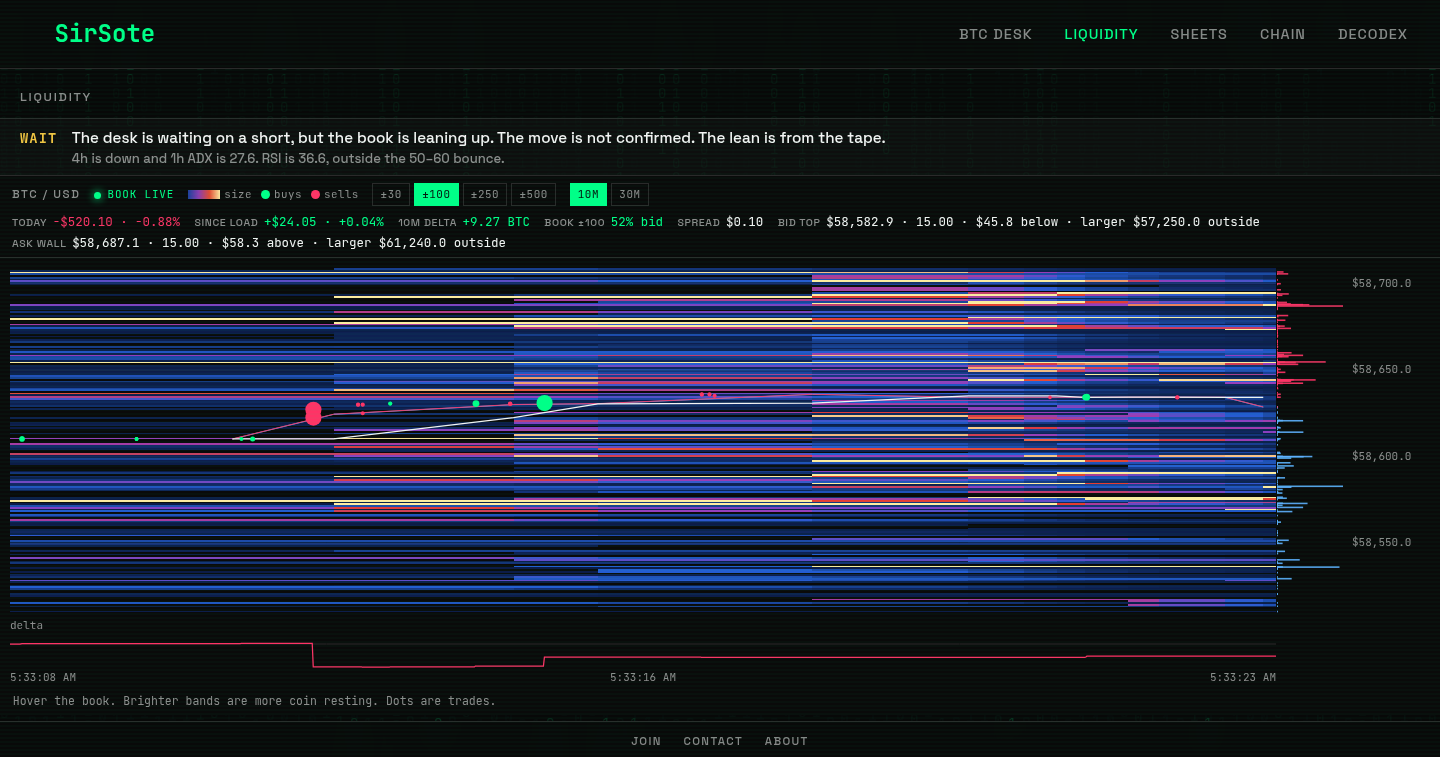 SirSote
BTC DESK LIQUIDITY SHEETS CHAIN DECODEX
LIQUIDITY
WAIT The desk is waiting on a short, but the book is leaning up. The move is not confirmed. The lean is from the tape.
4h is down and 1h ADX is 27.6. RSI is 36.6, outside the 50–60 bounce.
BTC / USD BOOK LIVE size buys sells ±30 ±100 ±250 ±500 10M 30M
TODAY -$520.10 · -0.88% SINCE LOAD +$24.05 · +0.04% 10M DELTA +9.27 BTC BOOK ±100 52% bid SPREAD $0.10 BID TOP $58,582.9 · 15.00 · $45.8 below · larger $57,250.0 outside
ASK WALL $58,687.1 · 15.00 · $58.3 above · larger $61,240.0 outside
$58,700.0
$58,650.0
$58,600.0
$58,550.0
delta
5:33:08 AM 5:33:16 AM 5:33:23 AM
Hover the book. Brighter bands are more coin resting. Dots are trades.
JOIN CONTACT ABOUT